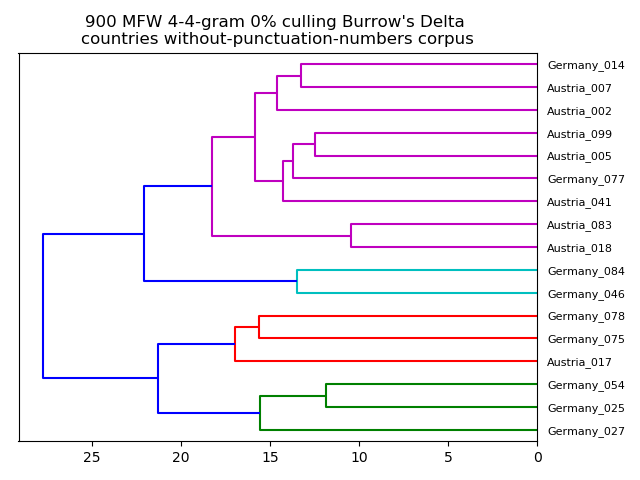 900 MFW 4-4-gram 0% culling Burrow's Delta
countries without-punctuation-numbers corpus
Germany_014
Austria_007
Austria_002
Austria_099
Austria_005
Germany_077
Austria_041
Austria_083
Austria_018
Germany_084
Germany_046
Germany_078
Germany_075
Austria_017
Germany_054
Germany_025
Germany_027
25 20 15 10 5 0